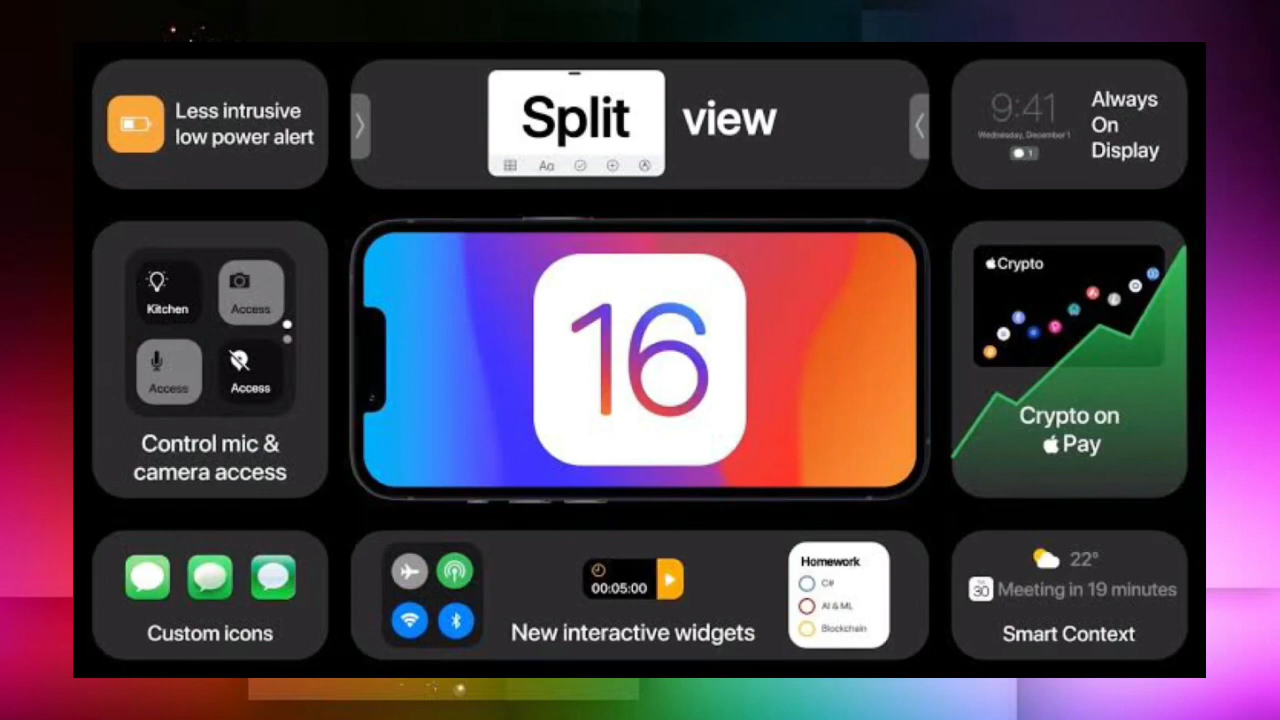 Less intrusive
low power alert
Split view
Aa
9:41
Wednesday, December 1
1
Always
On
Display
Kitchen
Access
Access
Access
Control mic &
camera access
16
Crypto
Crypto on
Pay
Custom icons
00:05:00
New interactive widgets
Homework
C#
AI & ML
Blockchain
22°
30
Meeting in 19 minutes
Smart Context